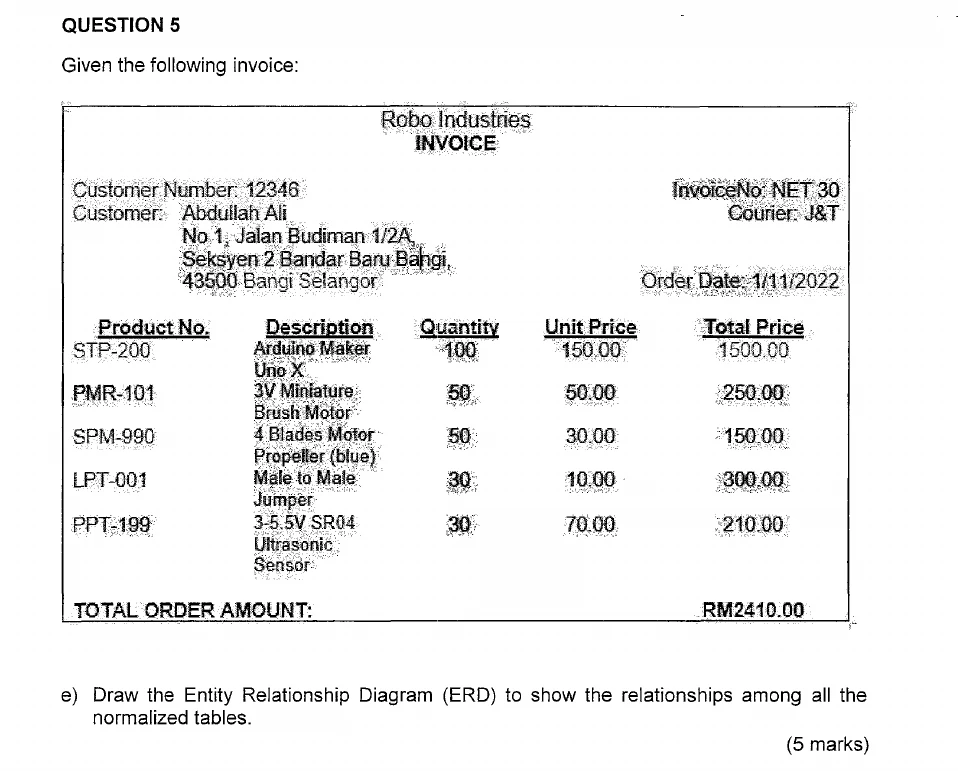 QUESTION 5
Given the following invoice:
Robo Industries
INVOICE
Customer Number: 12346 InvoiceNo: NET 30
Customer: Abdullah Ali Courier: J&T
No 1, Jalan Budiman 1/2A,
Seksyen 2 Bandar Baru Bangi,
43500 Bangi Selangor Order Date: 1/11/2022
Product No. Description Quantity Unit Price Total Price
STP-200 Arduino Maker 100 150.00 1500.00
Uno X
PMR-101 3V Miniature 50 50.00 250.00
Brush Motor
SPM-990 4 Blades Motor 50 30.00 150.00
Propeller (blue)
LPT-001 Male to Male 30 10.00 300.00
Jumper
PPT-199 3-5.5V SR04 30 70.00 210.00
Ultrasonic
Sensor
TOTAL ORDER AMOUNT: RM2410.00
e) Draw the Entity Relationship Diagram (ERD) to show the relationships among all the
normalized tables.
(5 marks)